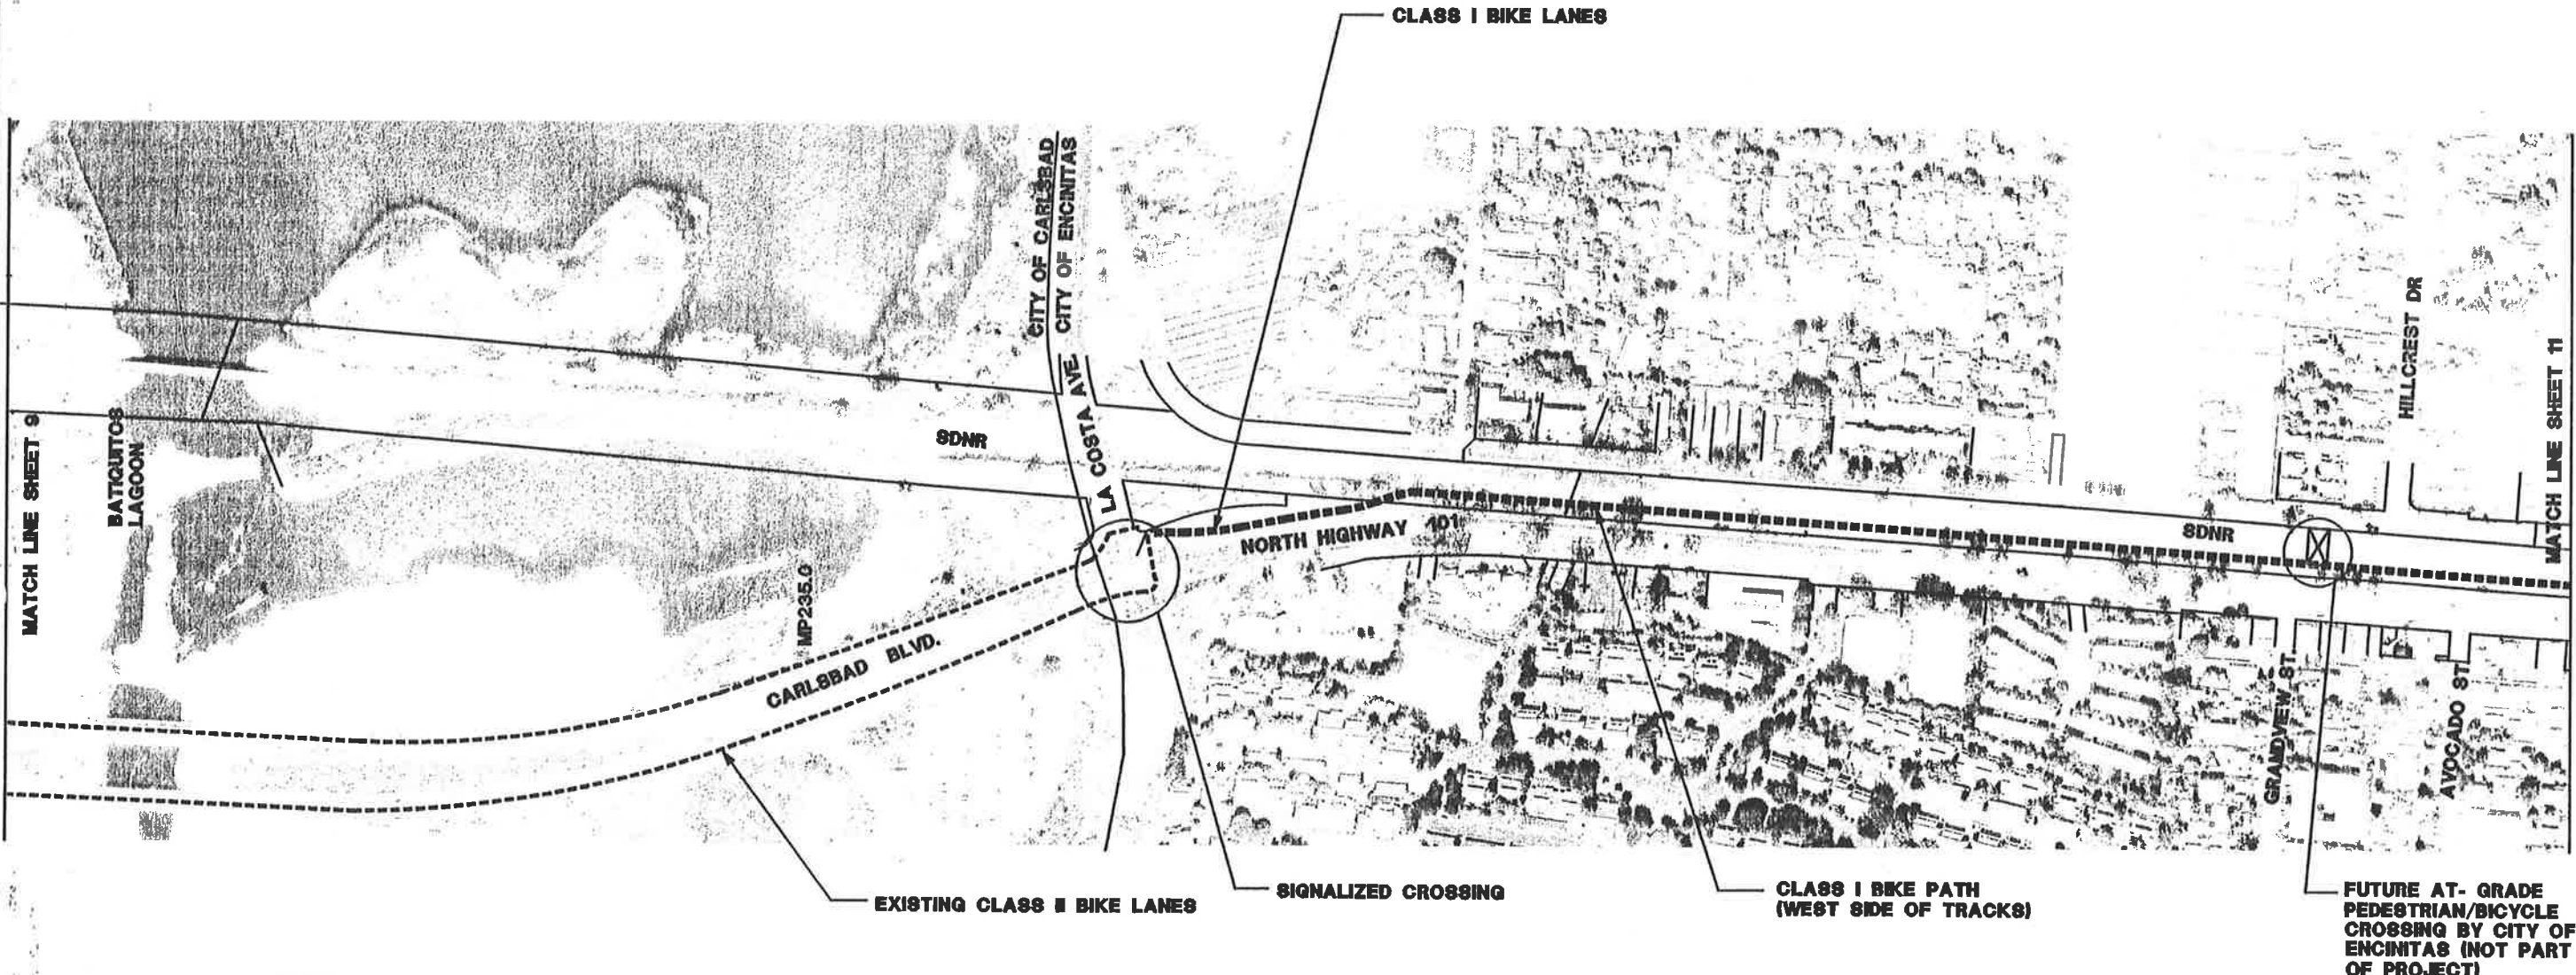 CLASS I BIKE LANES
CITY OF CARLSBAD
CITY OF ENCINITAS
LA COSTA AVE
HILLCREST DR
MATCH LINE SHEET 9
BATIQUITOS
LAGOON
SDNR
NORTH HIGHWAY 101
SDNR
MATCH LINE SHEET 11
MP235.0
CARLSBAD BLVD.
GRANDVIEW ST
AVOCADO ST
EXISTING CLASS II BIKE LANES
SIGNALIZED CROSSING
CLASS I BIKE PATH
(WEST SIDE OF TRACKS)
FUTURE AT- GRADE
PEDESTRIAN/BICYCLE
CROSSING BY CITY OF
ENCINITAS (NOT PART
OF PROJECT)